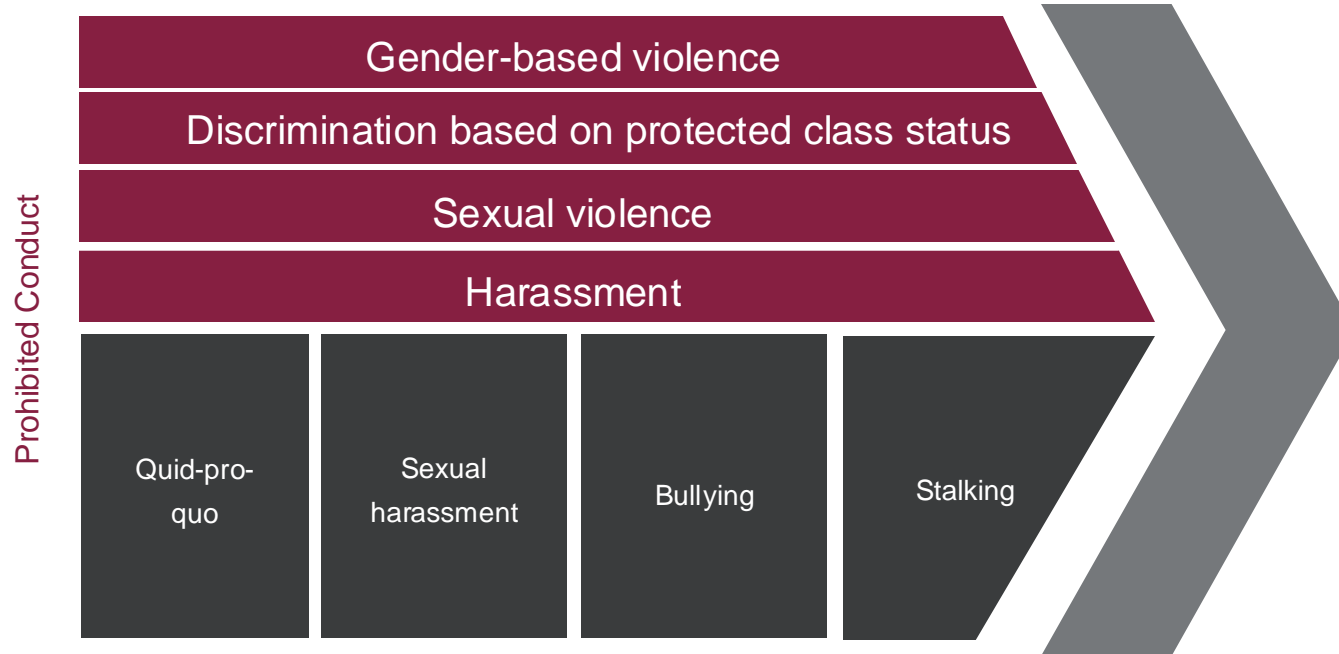 Prohibited Conduct
Gender-based violence
Discrimination based on protected class status
Sexual violence
Harassment
Quid-pro-
quo
Sexual
harassment
Bullying
Stalking